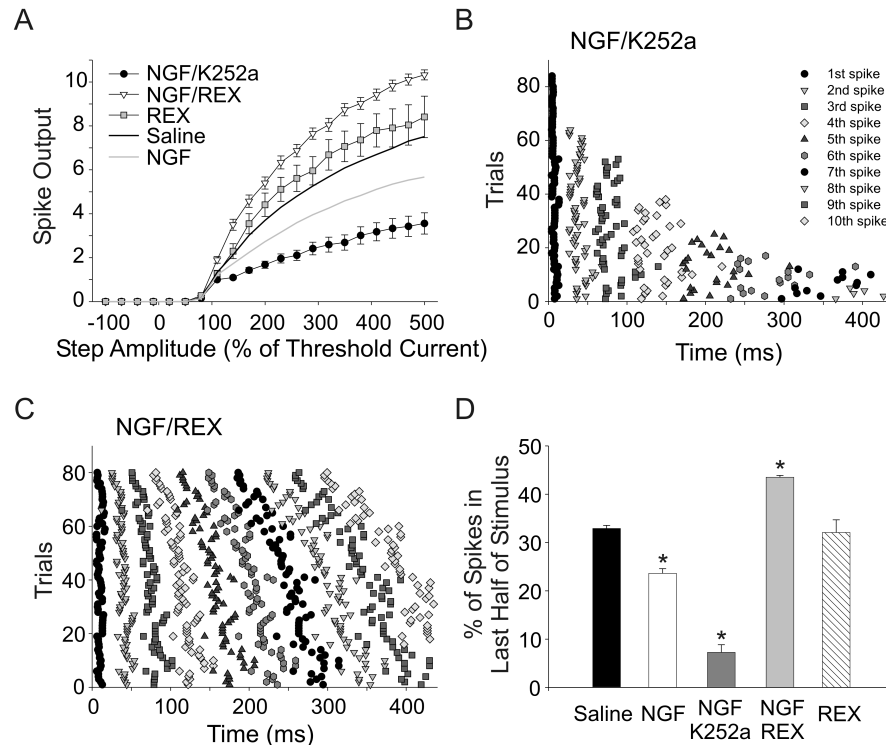 A
NGF/K252a
NGF/REX
REX
Saline
NGF
10
8
6
4
2
0
Spike Output
-100 0 100 200 300 400 500
Step Amplitude (% of Threshold Current)
B
NGF/K252a
1st spike
2nd spike
3rd spike
4th spike
5th spike
6th spike
7th spike
8th spike
9th spike
10th spike
80
60
40
20
0
Trials
0 100 200 300 400
Time (ms)
C
NGF/REX
80
60
40
20
0
Trials
0 100 200 300 400
Time (ms)
D
50
40
30
20
10
0
% of Spikes in
Last Half of Stimulus
*
*
*
Saline NGF NGF NGF REX
K252a REX